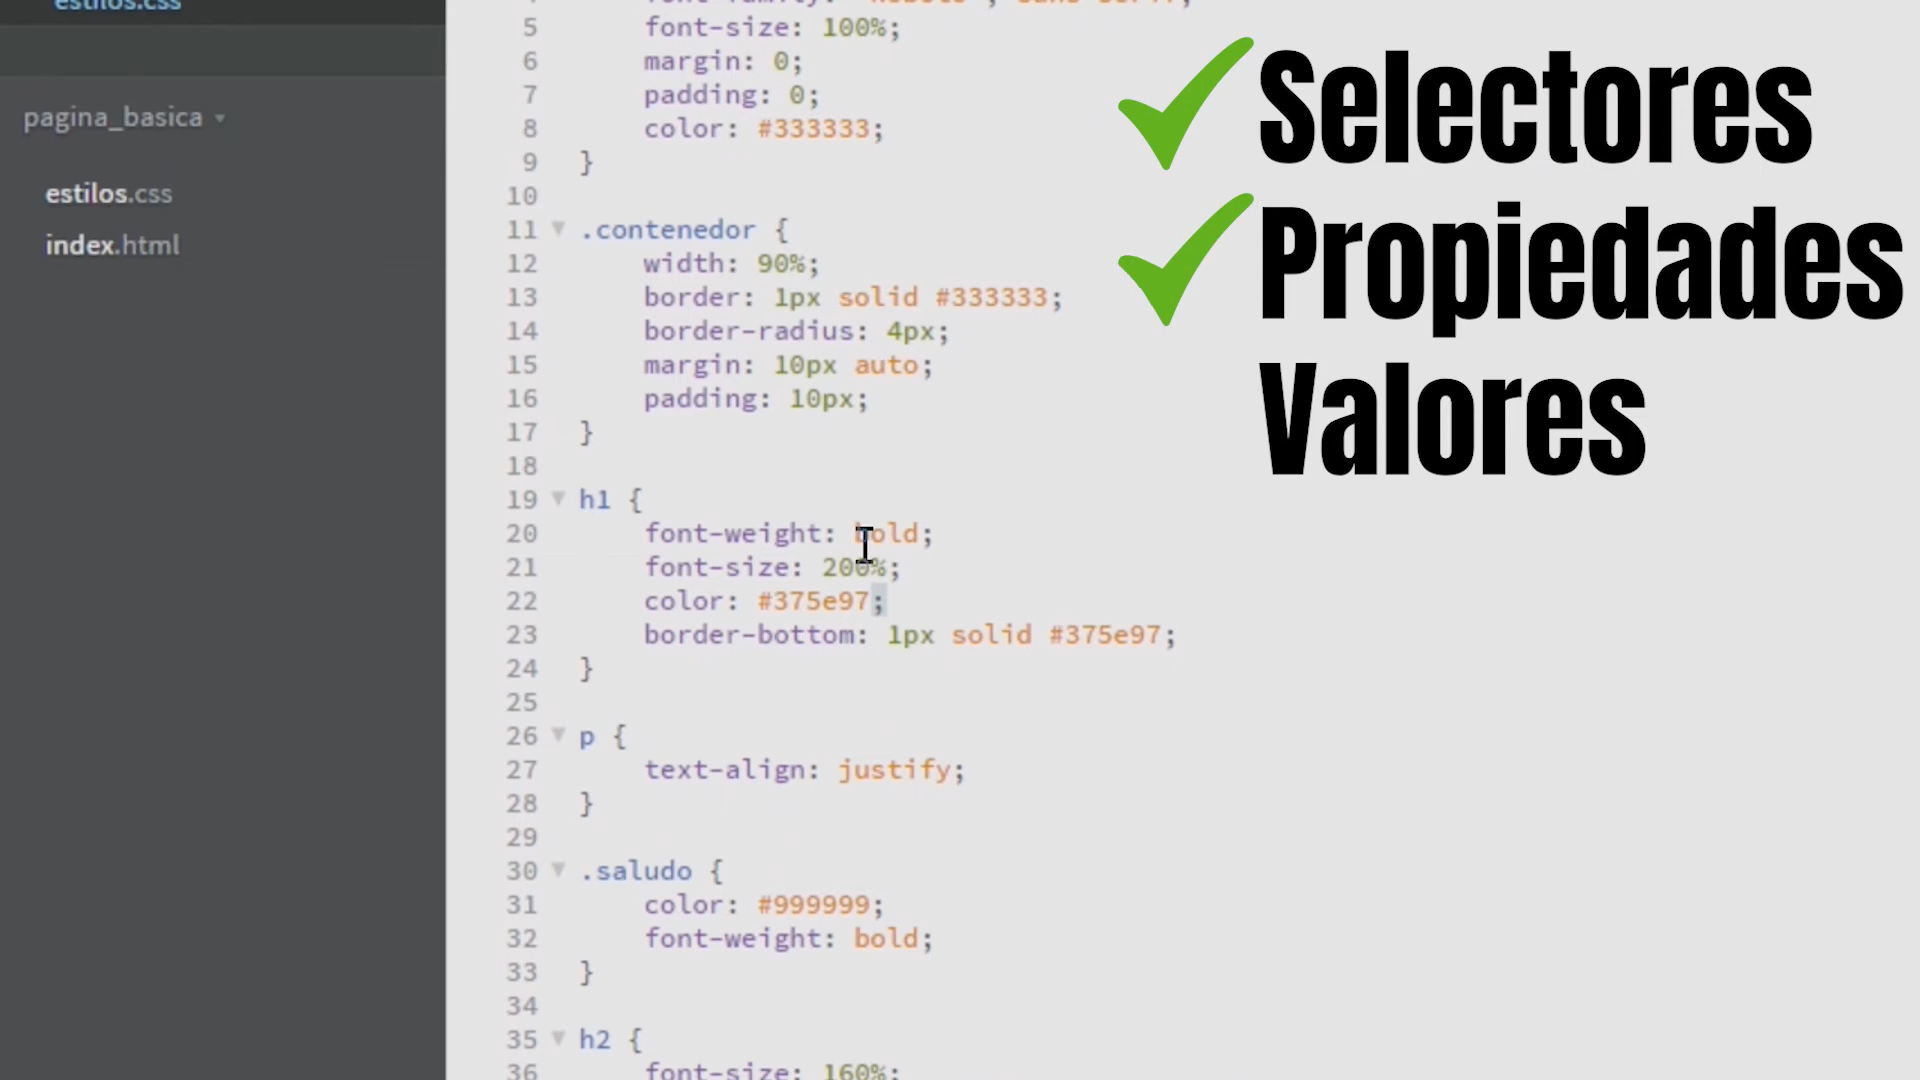 estilos.css
pagina_basica
estilos.css
index.html
5 font-size: 100%;
6 margin: 0;
7 padding: 0;
8 color: #333333;
9 }
10
11 .contenedor {
12 width: 90%;
13 border: 1px solid #333333;
14 border-radius: 4px;
15 margin: 10px auto;
16 padding: 10px;
17 }
18
19 h1 {
20 font-weight: bold;
21 font-size: 200%;
22 color: #375e97;
23 border-bottom: 1px solid #375e97;
24 }
25
26 p {
27 text-align: justify;
28 }
29
30 .saludo {
31 color: #999999;
32 font-weight: bold;
33 }
34
35 h2 {
36 font-size: 160%;
Selectores
Propiedades
Valores